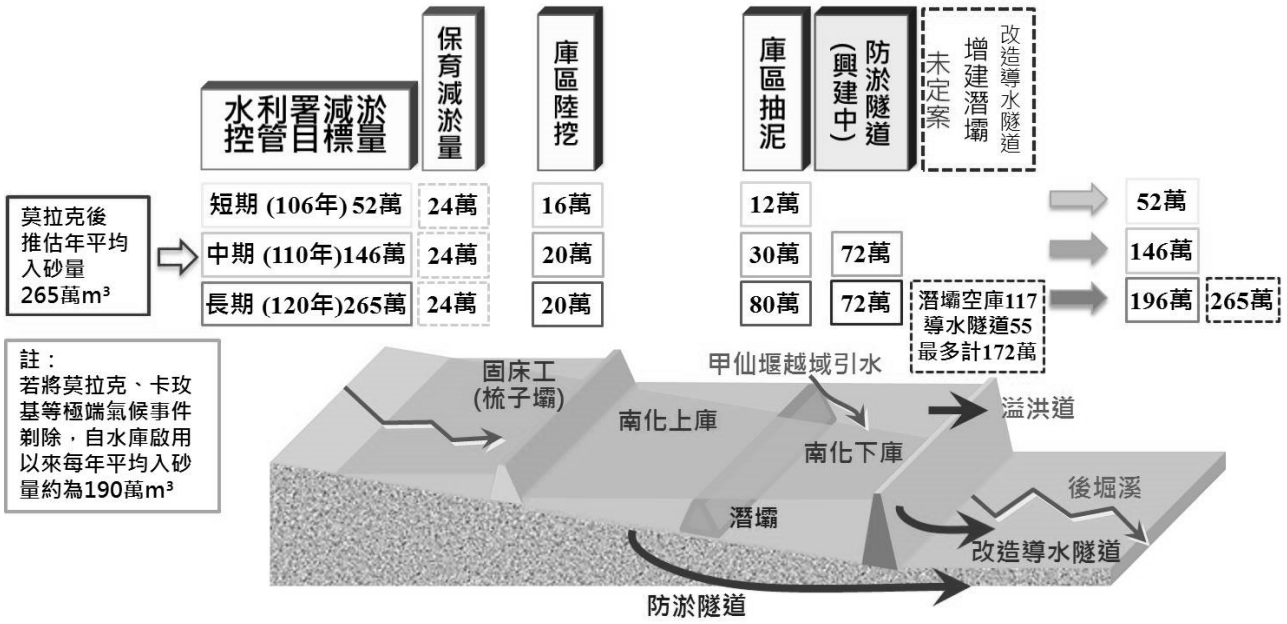 水利署減淤
控管目標量
保育減淤量
庫區陸挖
庫區抽泥
防淤隧道
(興建中)
改造導水隧道
增建潛壩
未定案
莫拉克後
推估年平均
入砂量
265萬m³
短期 (106年) 52萬
24萬
16萬
12萬
52萬
中期 (110年)146萬
24萬
20萬
30萬
72萬
146萬
長期 (120年)265萬
24萬
20萬
80萬
72萬
潛壩空庫117
導水隧道55
最多計172萬
196萬
265萬
註：
若將莫拉克、卡玫
基等極端氣候事件
剔除，自水庫啟用
以來每年平均入砂
量約為190萬m³
固床工
(梳子壩)
南化上庫
甲仙堰越域引水
南化下庫
溢洪道
潛壩
後堀溪
改造導水隧道
防淤隧道